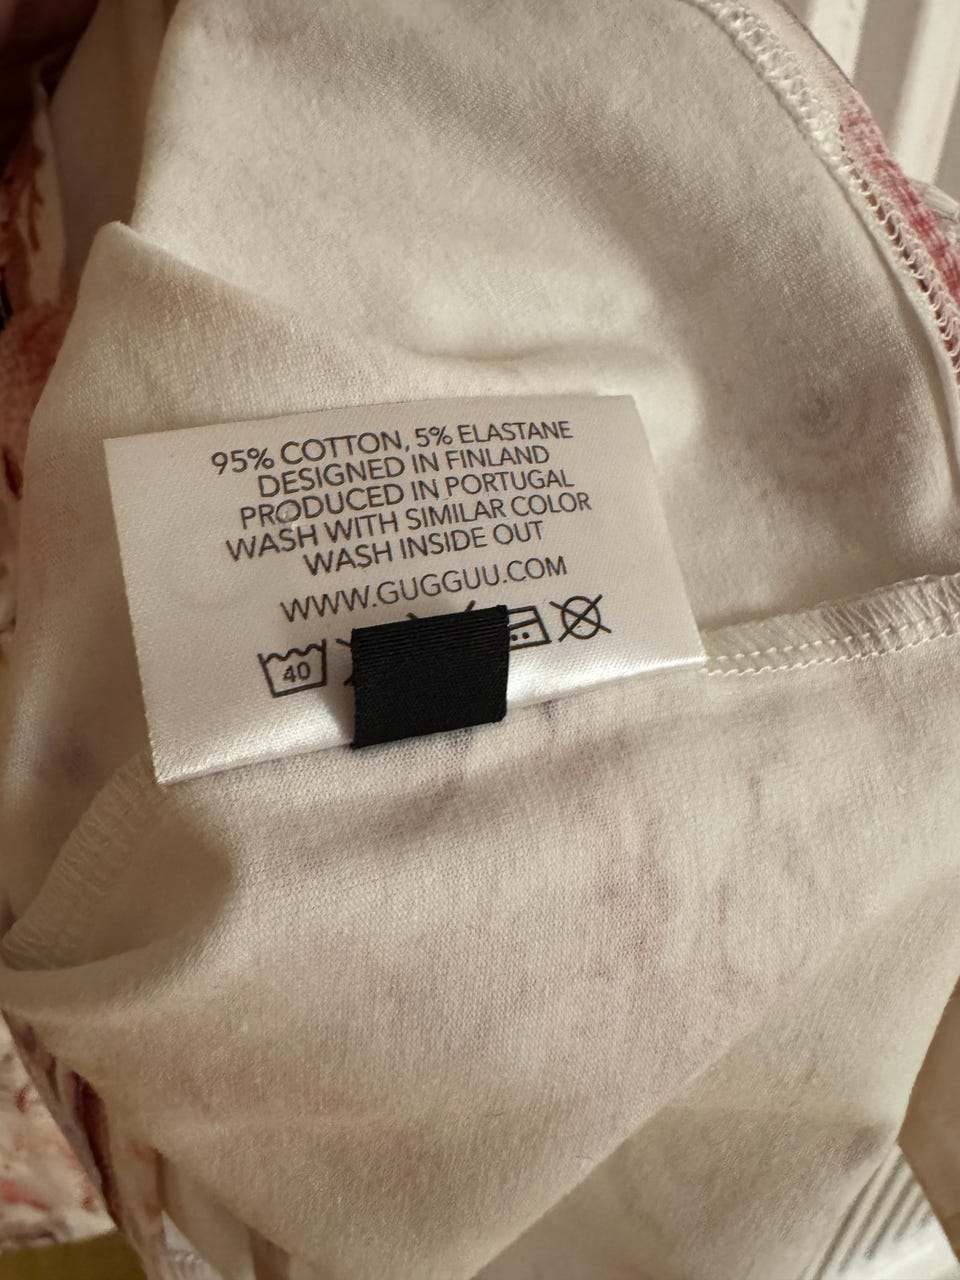 95% COTTON, 5% ELASTANE
DESIGNED IN FINLAND
PRODUCED IN PORTUGAL
WASH WITH SIMILAR COLOR
WASH INSIDE OUT
WWW.GUGGUU.COM
40